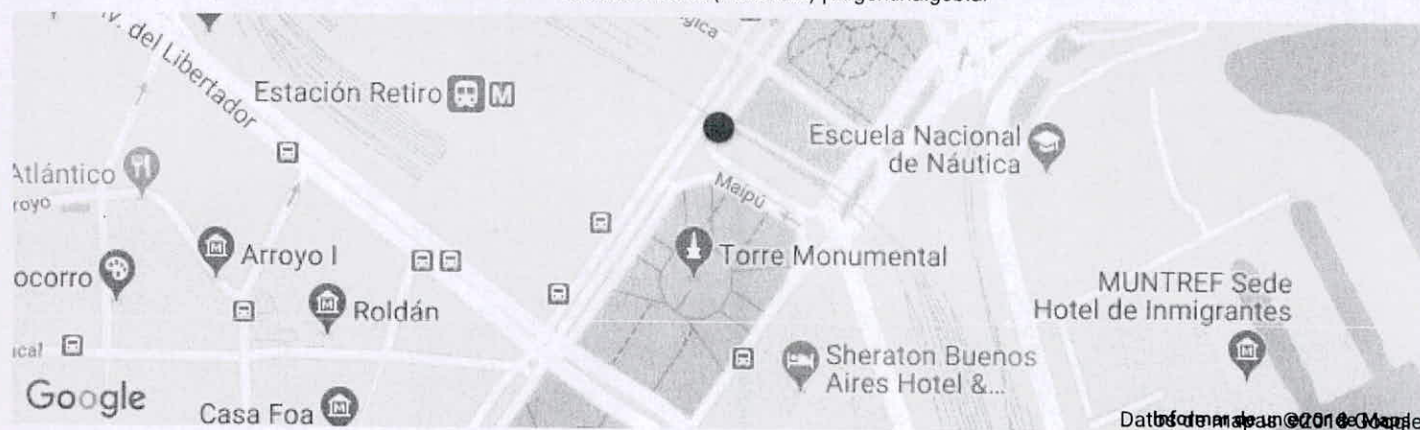 Av. del Libertador
Estación Retiro
M
Escuela Nacional
de Náutica
Atlántico
Maipú
Arroyo I
Torre Monumental
MUNTREF Sede
Hotel de Inmigrantes
Roldán
Sheraton Buenos
Aires Hotel &...
Google
Casa Foa